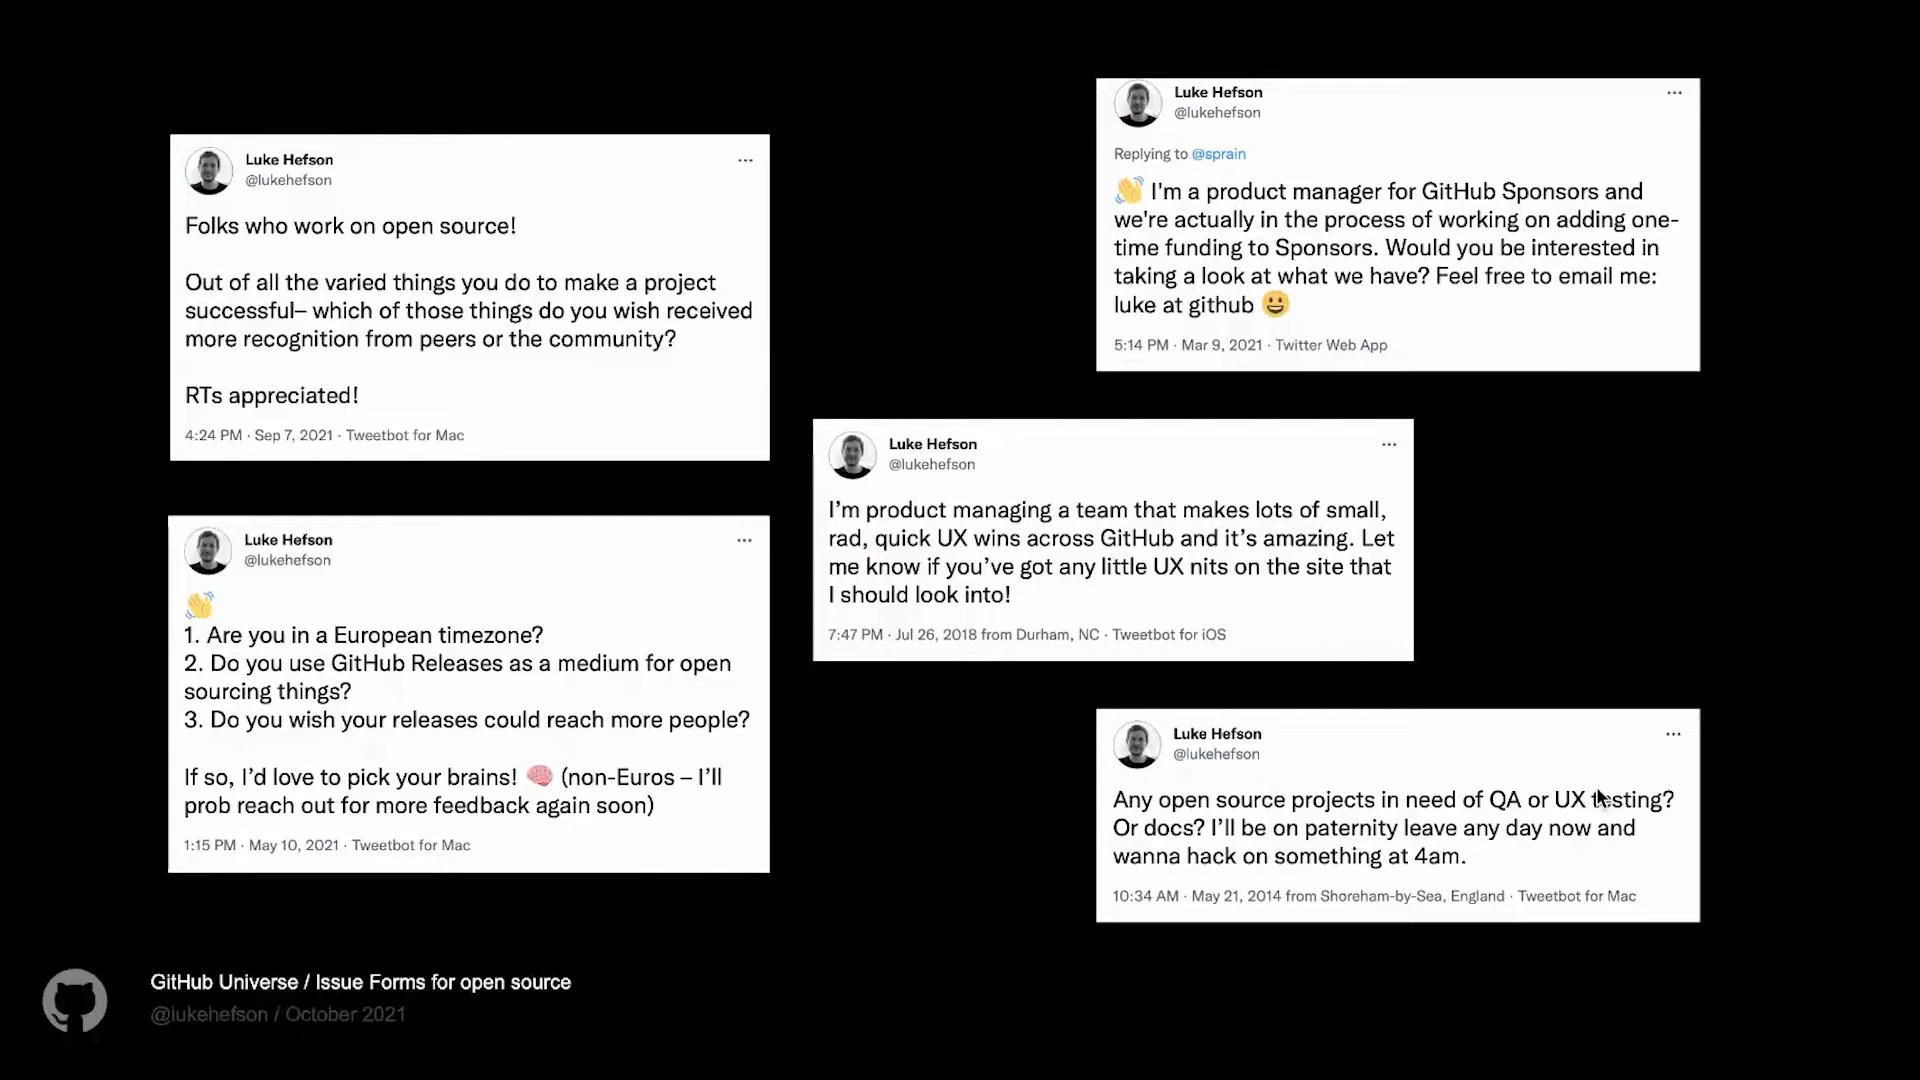 Luke Hefson
@lukehefson
Folks who work on open source!
Out of all the varied things you do to make a project
successful– which of those things do you wish received
more recognition from peers or the community?
RTs appreciated!
4:24 PM · Sep 7, 2021 · Tweetbot for Mac
Luke Hefson
@lukehefson
👋
1. Are you in a European timezone?
2. Do you use GitHub Releases as a medium for open
sourcing things?
3. Do you wish your releases could reach more people?
If so, I’d love to pick your brains! 🧠 (non-Euros – I’ll
prob reach out for more feedback again soon)
1:15 PM · May 10, 2021 · Tweetbot for Mac
Luke Hefson
@lukehefson
Replying to @sprain
👋 I'm a product manager for GitHub Sponsors and
we're actually in the process of working on adding one-
time funding to Sponsors. Would you be interested in
taking a look at what we have? Feel free to email me:
luke at github 😀
5:14 PM · Mar 9, 2021 · Twitter Web App
Luke Hefson
@lukehefson
I’m product managing a team that makes lots of small,
rad, quick UX wins across GitHub and it’s amazing. Let
me know if you’ve got any little UX nits on the site that
I should look into!
7:47 PM · Jul 26, 2018 from Durham, NC · Tweetbot for iOS
Luke Hefson
@lukehefson
Any open source projects in need of QA or UX testing?
Or docs? I’ll be on paternity leave any day now and
wanna hack on something at 4am.
10:34 AM · May 21, 2014 from Shoreham-by-Sea, England · Tweetbot for Mac
GitHub Universe / Issue Forms for open source
@lukehefson / October 2021